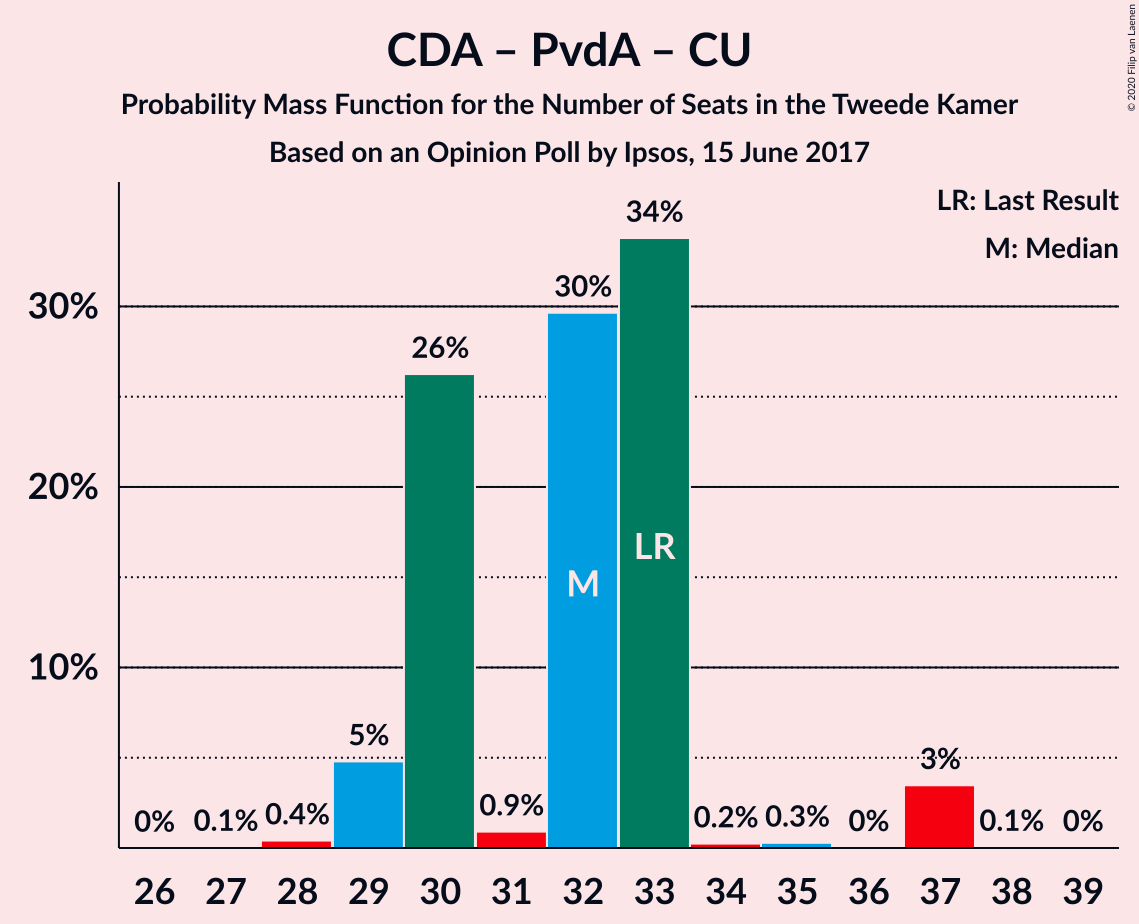 CDA – PvdA – CU
Probability Mass Function for the Number of Seats in the Tweede Kamer
Based on an Opinion Poll by Ipsos, 15 June 2017
© 2020 Filip van Laenen
LR: Last Result
M: Median
30%
20%
10%
0%
0.1%
0.4%
5%
26%
0.9%
30%
34%
0.2%
0.3%
0%
3%
0.1%
0%
M
LR
26 27 28 29 30 31 32 33 34 35 36 37 38 39